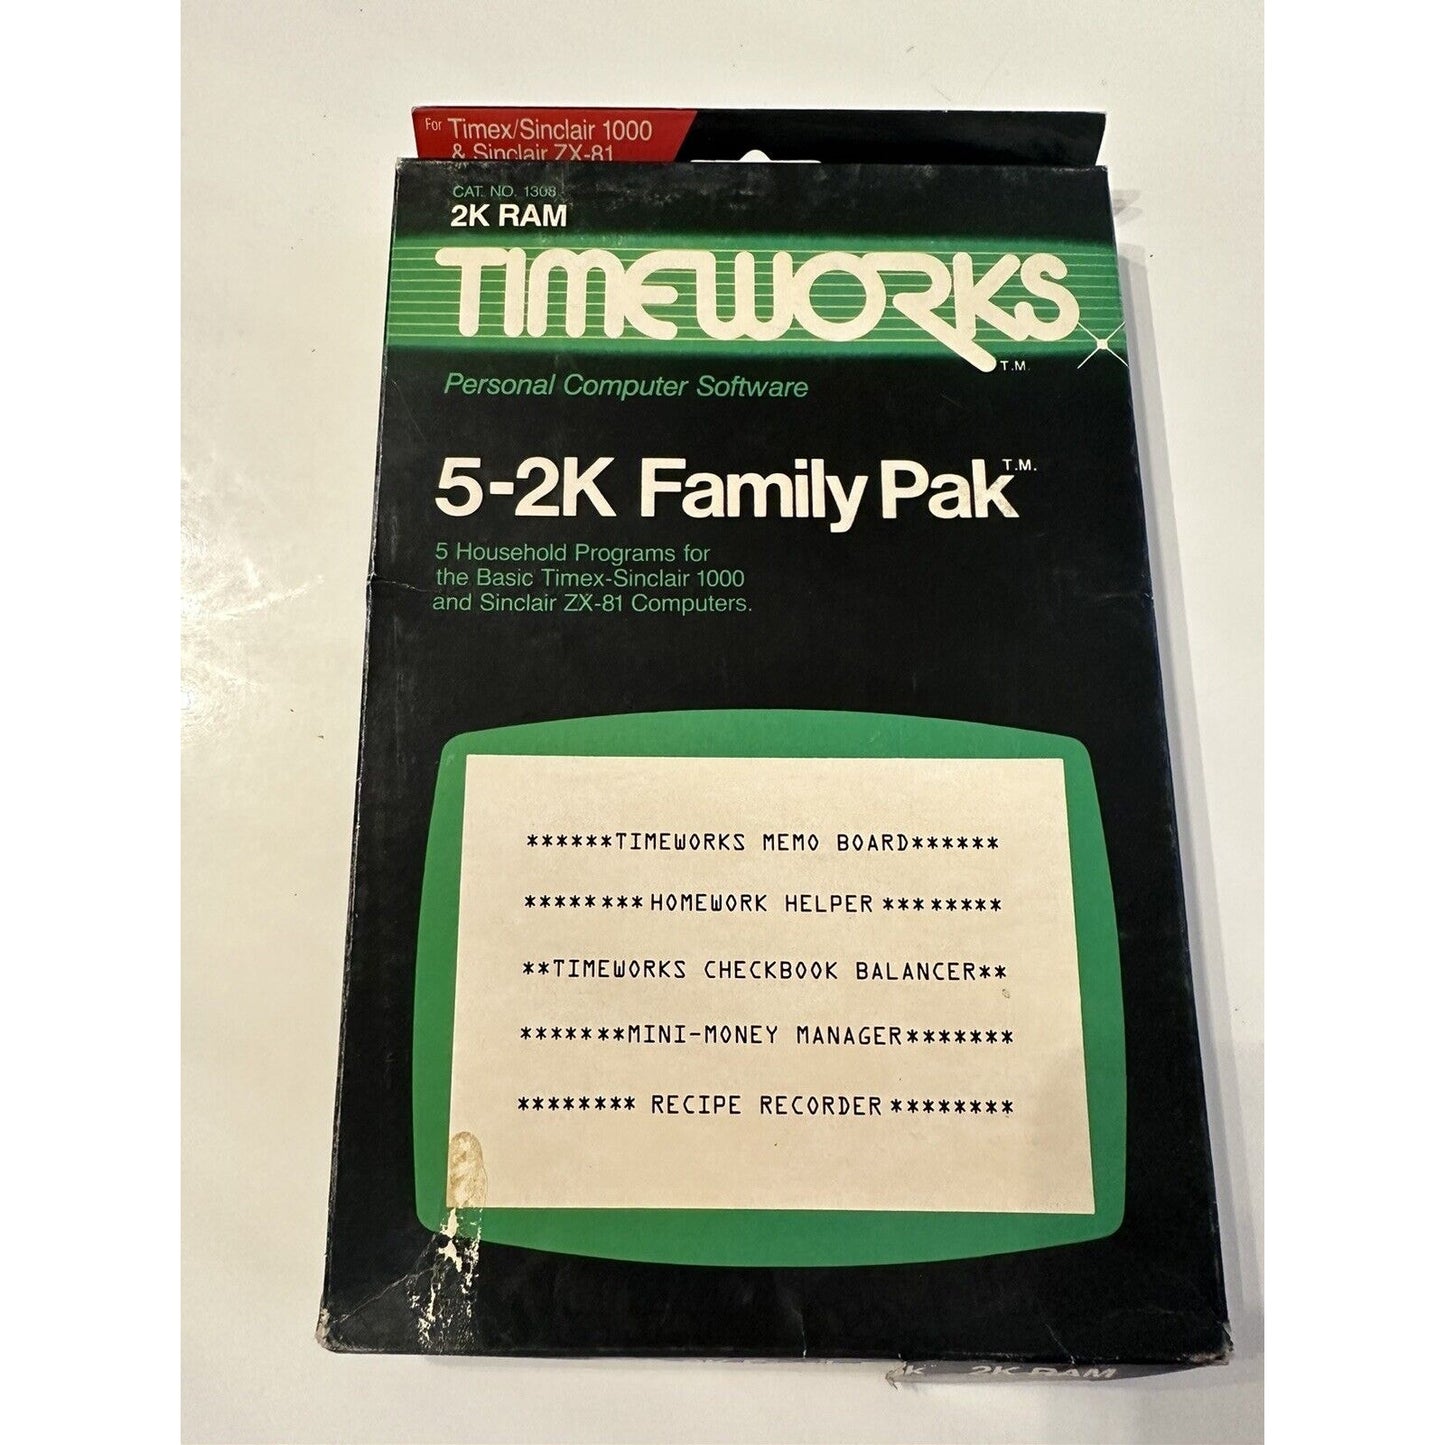 For Timex/Sinclair 1000
& Sinclair ZX-81
CAT. NO. 1308
2K RAM
TIMEWORKS T.M.
Personal Computer Software
5-2K Family Pak T.M.
5 Household Programs for
the Basic Timex-Sinclair 1000
and Sinclair ZX-81 Computers.
******TIMEWORKS MEMO BOARD******
********HOMEWORK HELPER********
**TIMEWORKS CHECKBOOK BALANCER**
*******MINI-MONEY MANAGER*******
******** RECIPE RECORDER********
2K RAM